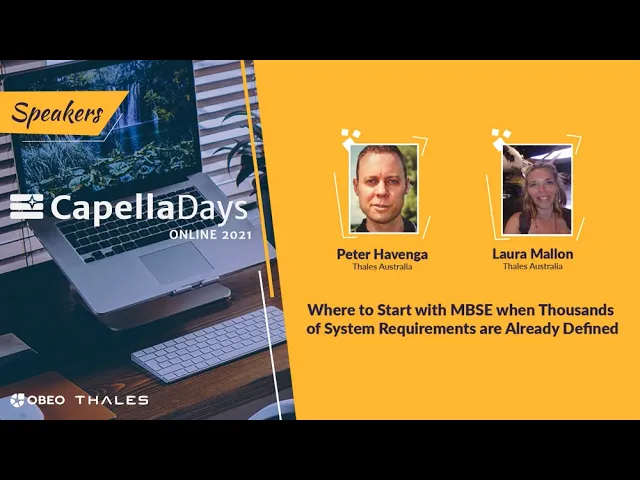 Speakers
CapellaDays
ONLINE 2021
OBEO THALES
Peter Havenga
Thales Australia
Laura Mallon
Thales Australia
Where to Start with MBSE when Thousands
of System Requirements are Already Defined